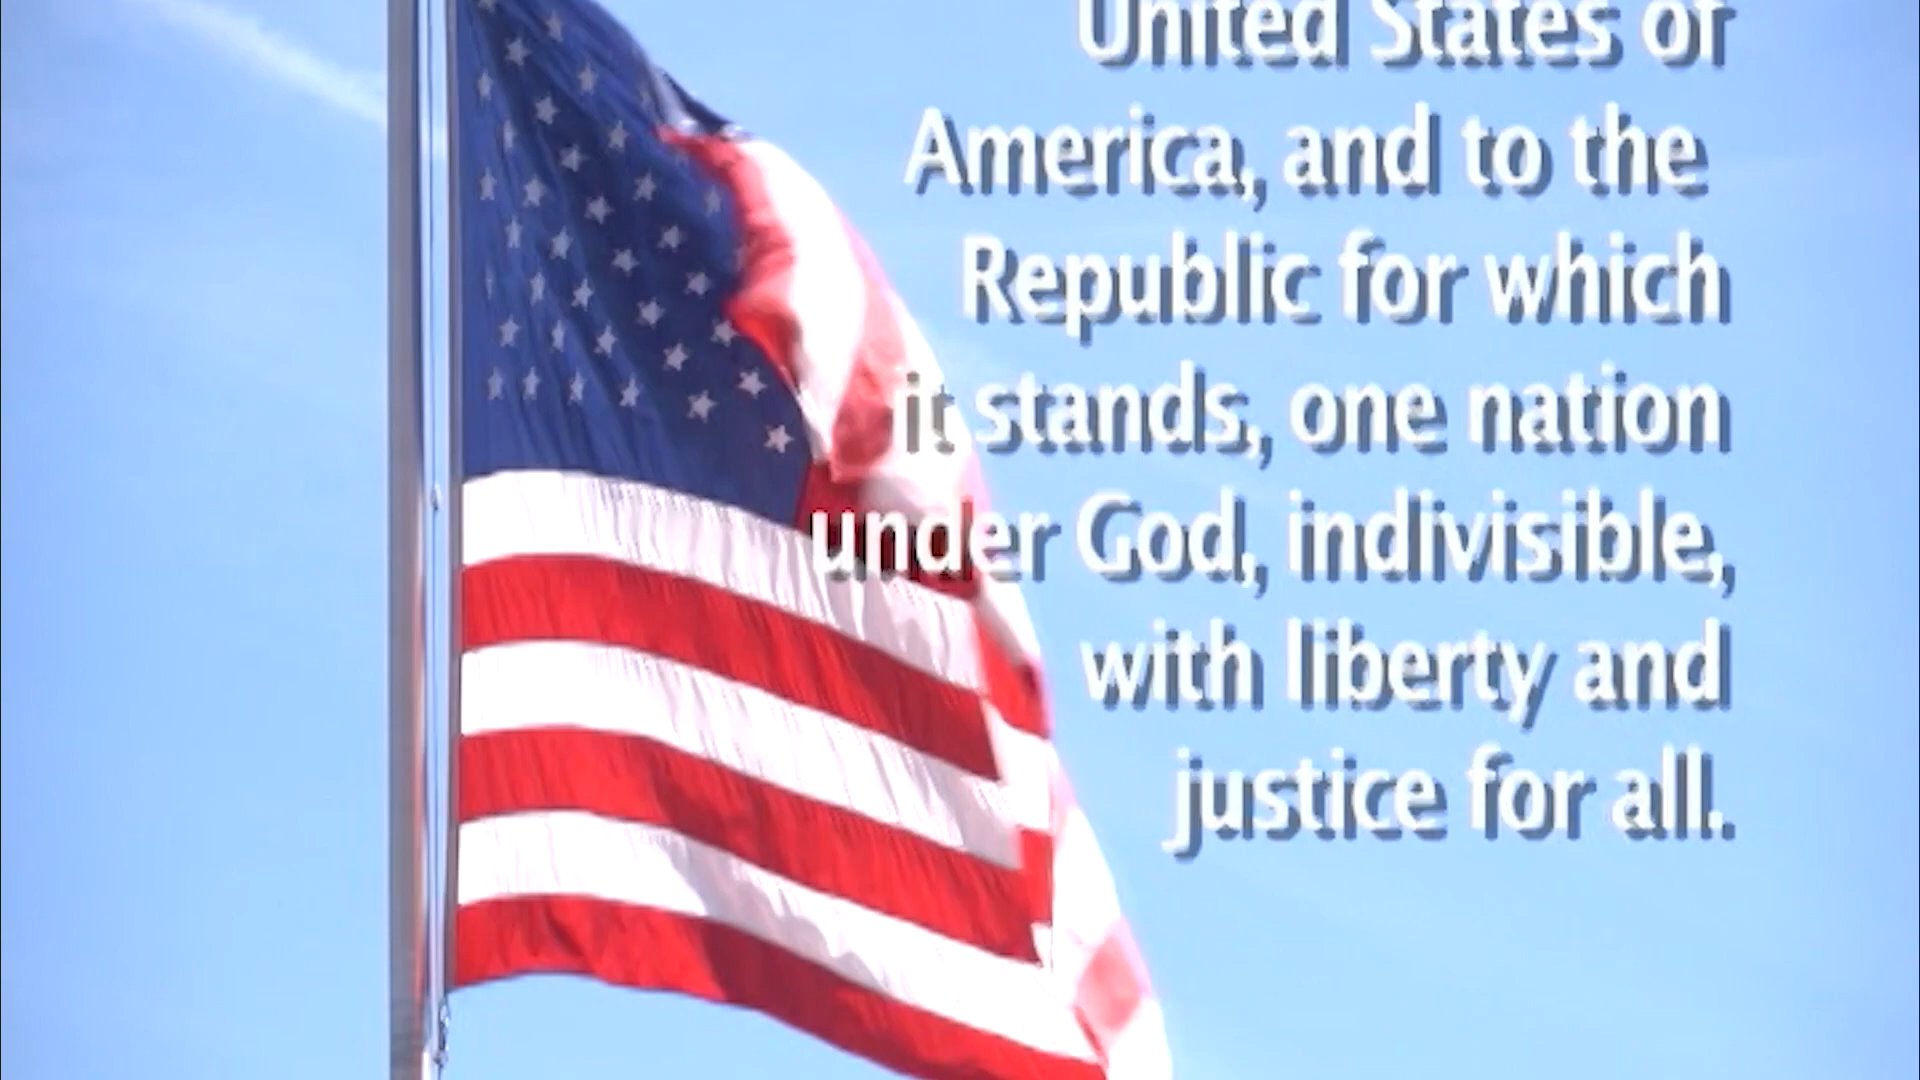 United States of
America, and to the
Republic for which
it stands, one nation
under God, indivisible,
with liberty and
justice for all.